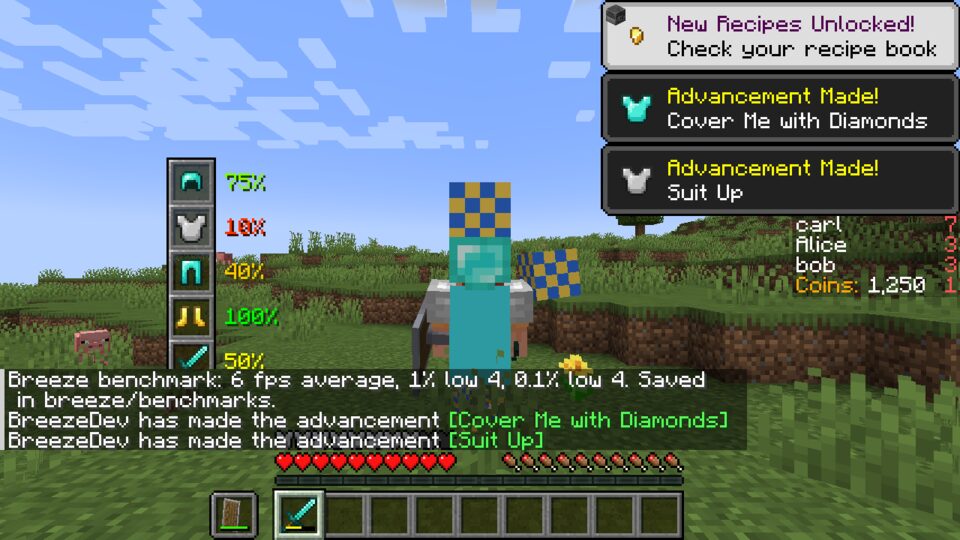 New Recipes Unlocked!
Check your recipe book
Advancement Made!
Cover Me with Diamonds
Advancement Made!
Suit Up
75%
10%
40%
100%
50%
carl 7
Alice 3
bob 3
Coins: 1,250 1
Breeze benchmark: 6 fps average, 1% low 4, 0.1% low 4. Saved
in breeze/benchmarks.
BreezeDev has made the advancement [Cover Me with Diamonds]
BreezeDev has made the advancement [Suit Up]